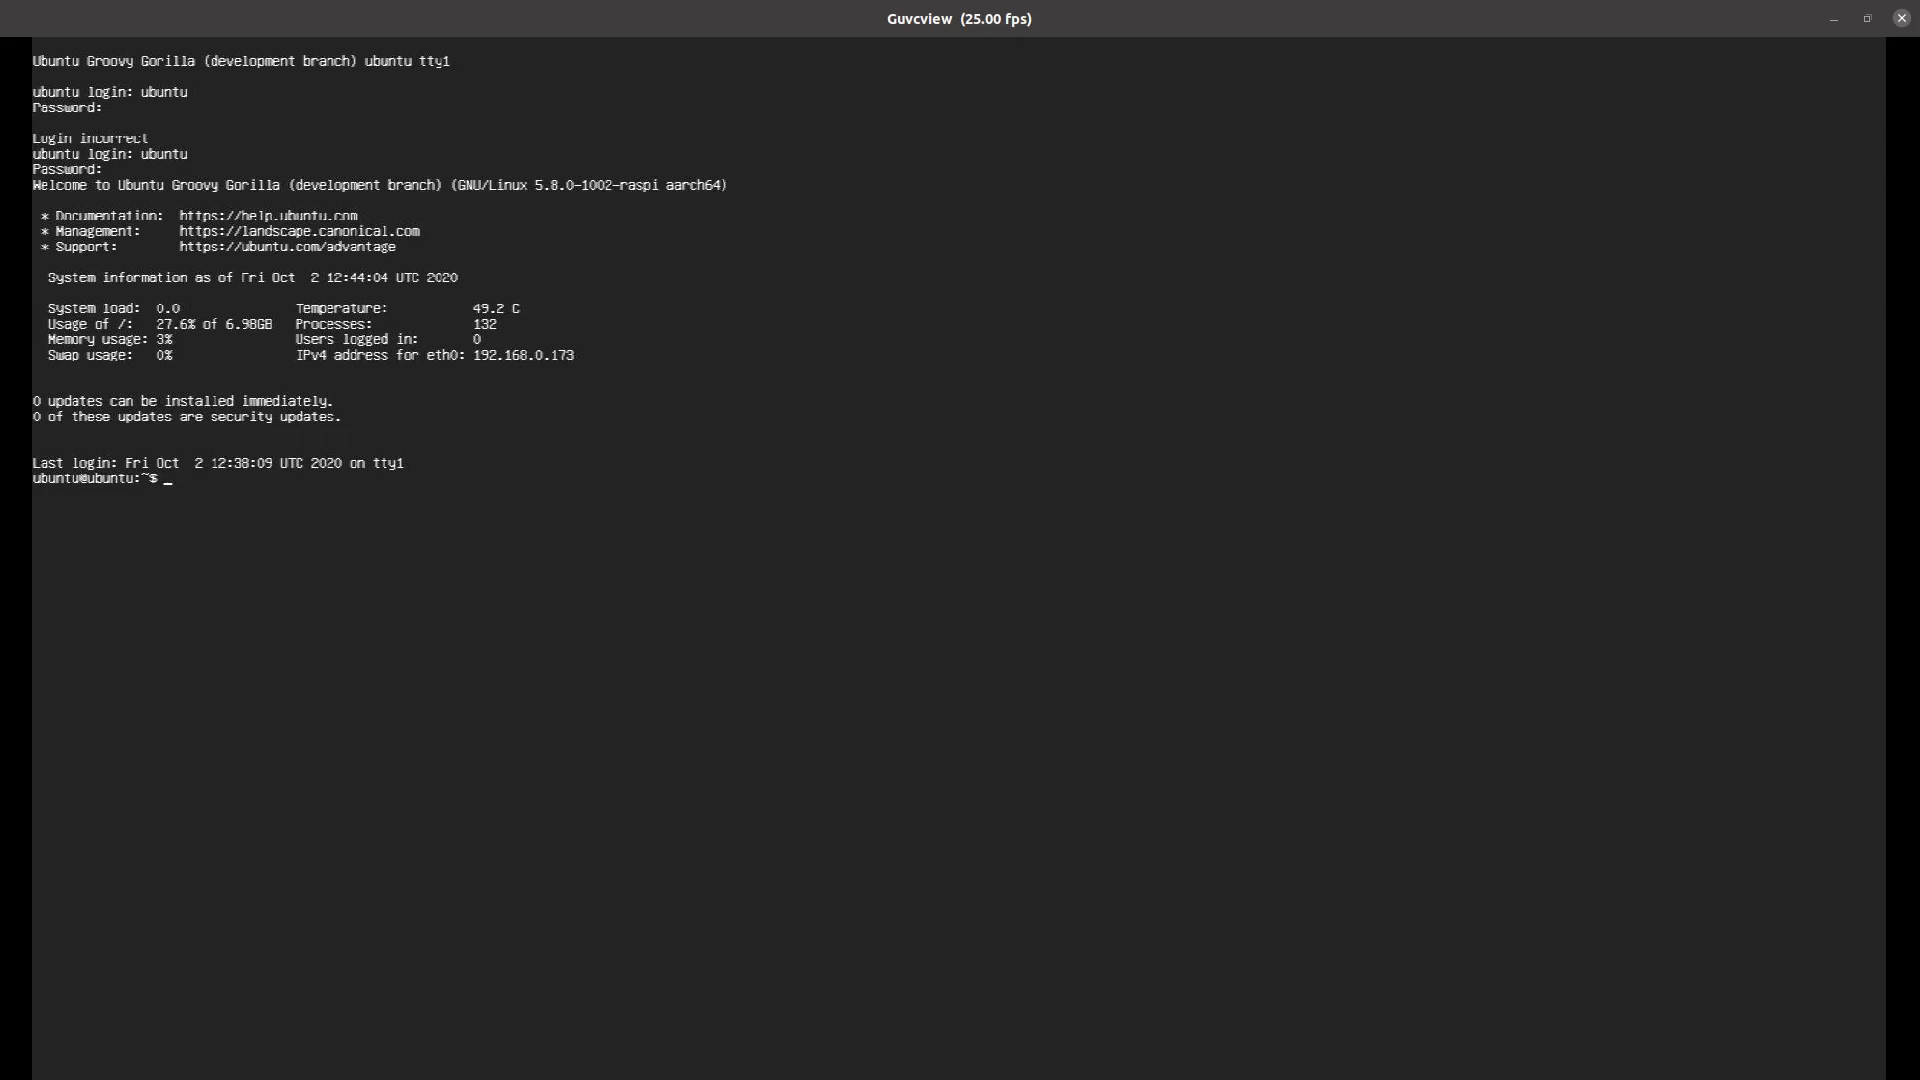 Guvcview (25.00 fps)
Ubuntu Groovy Gorilla (development branch) ubuntu tty1
ubuntu login: ubuntu
Password:
Login incorrect
ubuntu login: ubuntu
Password:
Welcome to Ubuntu Groovy Gorilla (development branch) (GNU/Linux 5.8.0-1002-raspi aarch64)
* Documentation: https://help.ubuntu.com
* Management: https://landscape.canonical.com
* Support: https://ubuntu.com/advantage
System information as of Fri Oct 2 12:44:04 UTC 2020
System load: 0.0 Temperature: 49.2 C
Usage of /: 27.6% of 6.98GB Processes: 132
Memory usage: 3% Users logged in: 0
Swap usage: 0% IPv4 address for eth0: 192.168.0.173
0 updates can be installed immediately.
0 of these updates are security updates.
Last login: Fri Oct 2 12:38:09 UTC 2020 on tty1
ubuntu@ubuntu:~$ _